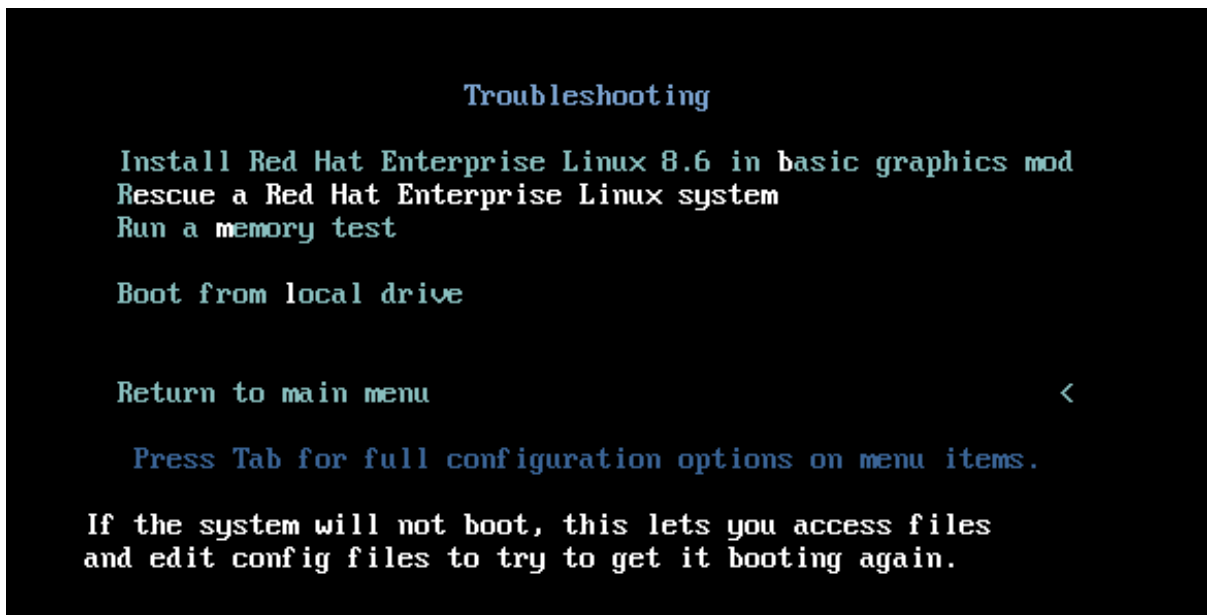 Troubleshooting
Install Red Hat Enterprise Linux 8.6 in basic graphics mod
Rescue a Red Hat Enterprise Linux system
Run a memory test
Boot from local drive
Return to main menu <
Press Tab for full configuration options on menu items.
If the system will not boot, this lets you access files
and edit config files to try to get it booting again.